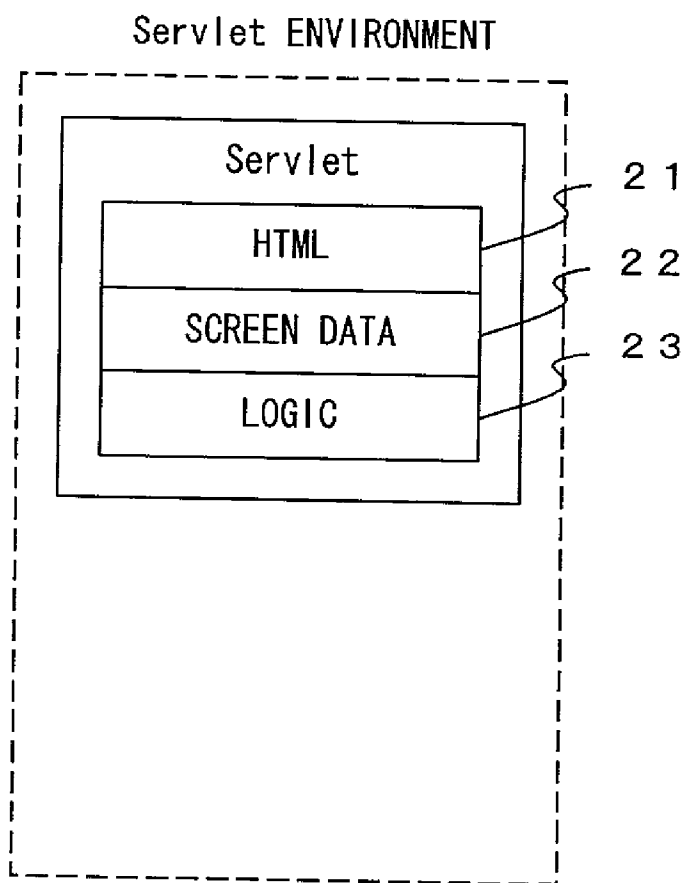 Servlet ENVIRONMENT
Servlet
HTML
21
SCREEN DATA
22
LOGIC
23